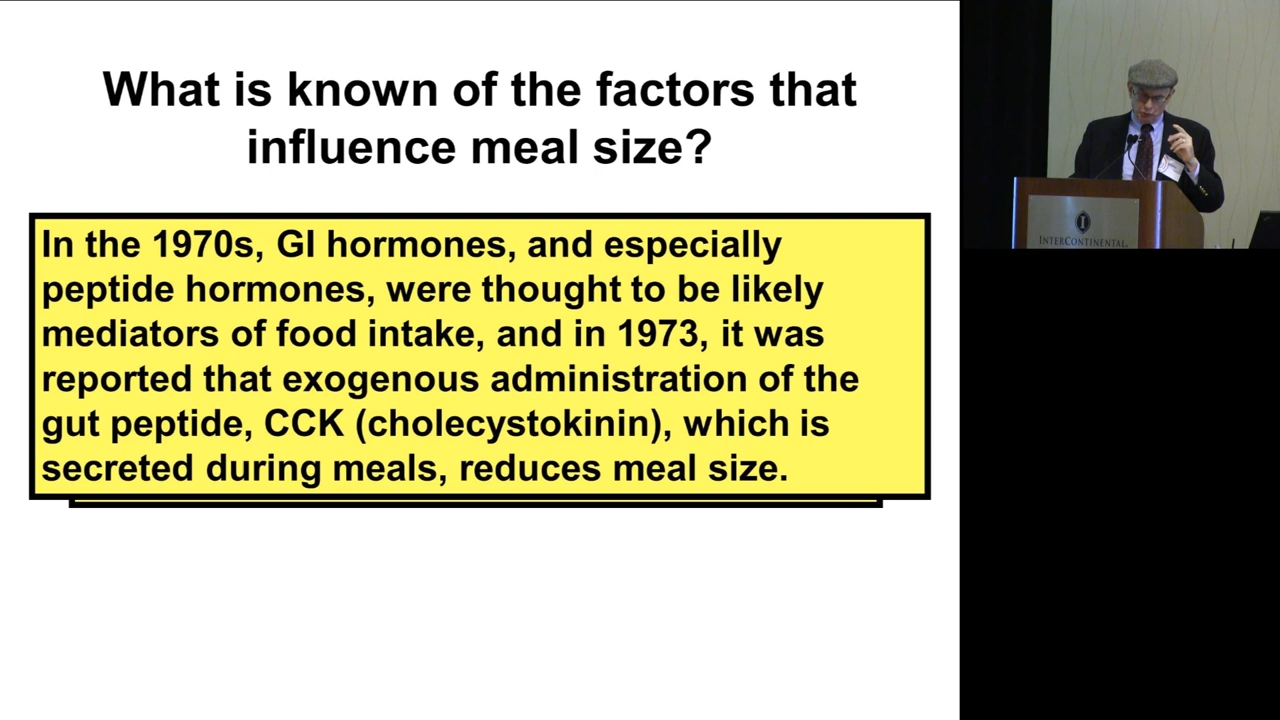 What is known of the factors that
influence meal size?
In the 1970s, GI hormones, and especially
peptide hormones, were thought to be likely
mediators of food intake, and in 1973, it was
reported that exogenous administration of the
gut peptide, CCK (cholecystokinin), which is
secreted during meals, reduces meal size.
I
INTERCONTINENTAL